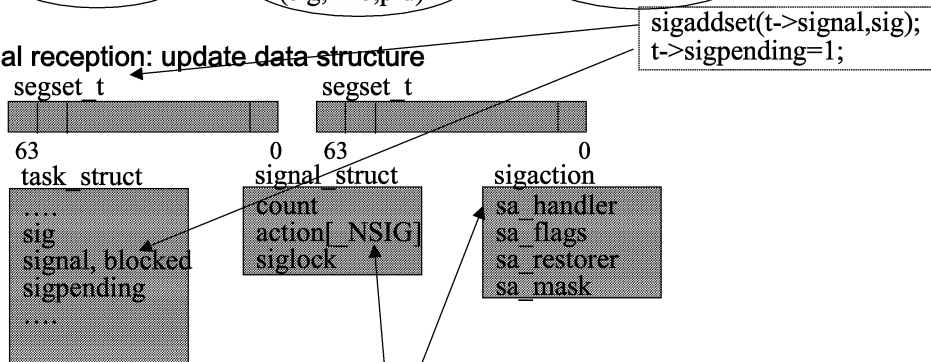 sigaddset(t->signal,sig);
t->sigpending=1;
al reception: update data structure
segset_t segset_t
63 0 63 0
task_struct signal_struct sigaction
.... count sa_handler
sig action[_NSIG] sa_flags
signal, blocked siglock sa_restorer
sigpending sa_mask
....